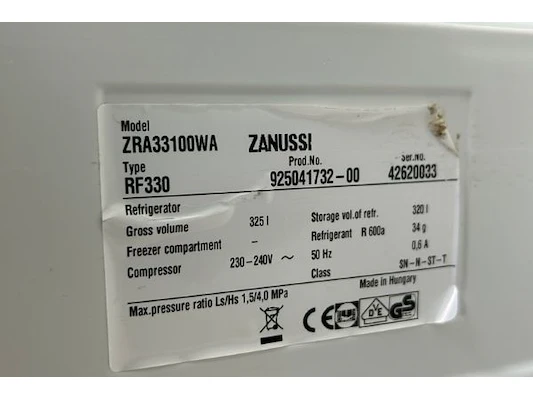 Model
ZRA33100WA ZANUSSI
Type Prod.No. Ser.No.
RF330 925041732-00 42620033
Refrigerator
Gross volume 325 l Storage vol.of refr. 320 l
Freezer compartment - Refrigerant R 600a 34 g
Compressor 230-240V ~ 50 Hz 0,6 A
Class SN-N-ST-T
Max.pressure ratio Ls/Hs 1,5/4,0 MPa Made in Hungary
CE D V E GS